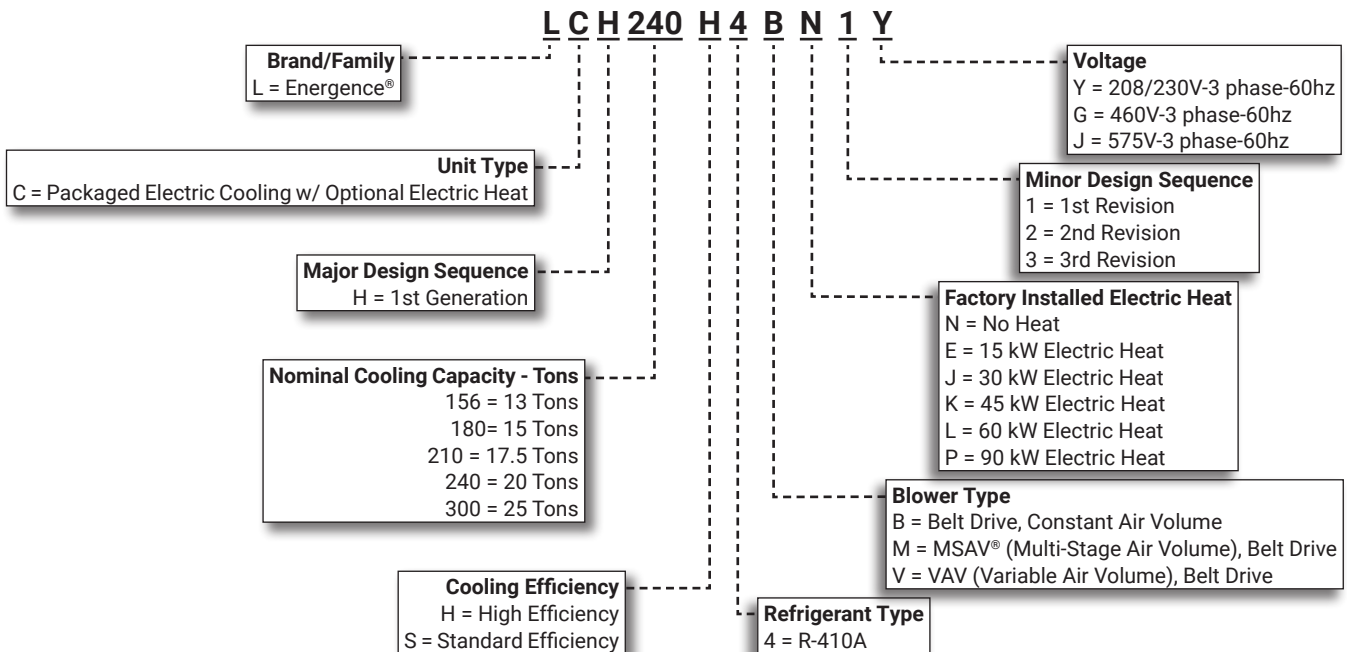 L C H 240 H 4 B N 1 Y
Brand/Family
L = Energence®
Unit Type
C = Packaged Electric Cooling w/ Optional Electric Heat
Major Design Sequence
H = 1st Generation
Nominal Cooling Capacity - Tons
156 = 13 Tons
180= 15 Tons
210 = 17.5 Tons
240 = 20 Tons
300 = 25 Tons
Cooling Efficiency
H = High Efficiency
S = Standard Efficiency
Refrigerant Type
4 = R-410A
Blower Type
B = Belt Drive, Constant Air Volume
M = MSAV® (Multi-Stage Air Volume), Belt Drive
V = VAV (Variable Air Volume), Belt Drive
Factory Installed Electric Heat
N = No Heat
E = 15 kW Electric Heat
J = 30 kW Electric Heat
K = 45 kW Electric Heat
L = 60 kW Electric Heat
P = 90 kW Electric Heat
Minor Design Sequence
1 = 1st Revision
2 = 2nd Revision
3 = 3rd Revision
Voltage
Y = 208/230V-3 phase-60hz
G = 460V-3 phase-60hz
J = 575V-3 phase-60hz